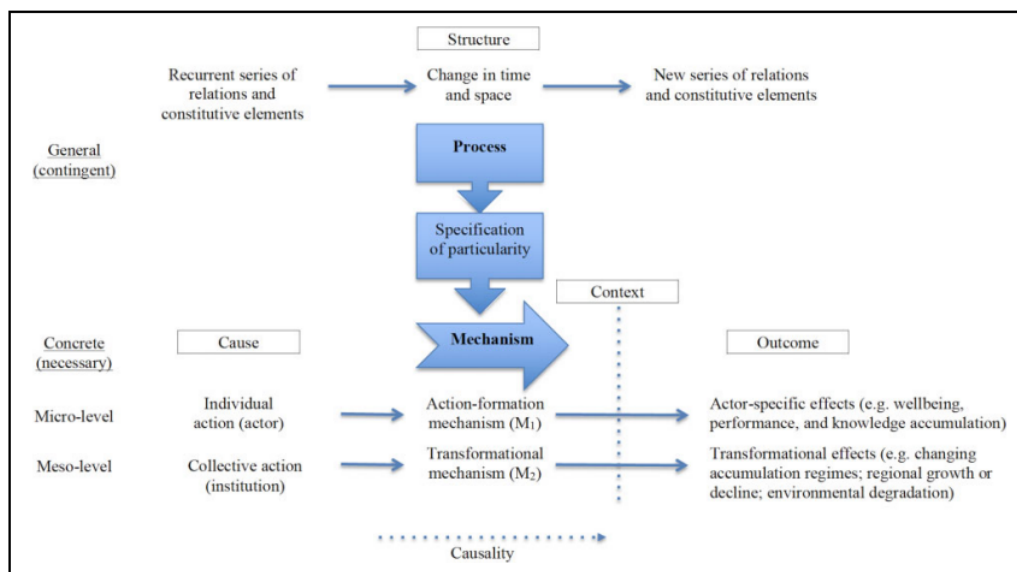 Structure
Recurrent series of
relations and
constitutive elements
Change in time
and space
New series of relations
and constitutive elements
General
(contingent)
Process
Specification
of particularity
Context
Concrete
(necessary)
Cause
Mechanism
Outcome
Micro-level
Individual
action (actor)
Action-formation
mechanism (M₁)
Actor-specific effects (e.g. wellbeing,
performance, and knowledge accumulation)
Meso-level
Collective action
(institution)
Transformational
mechanism (M₂)
Transformational effects (e.g. changing
accumulation regimes; regional growth or
decline; environmental degradation)
Causality